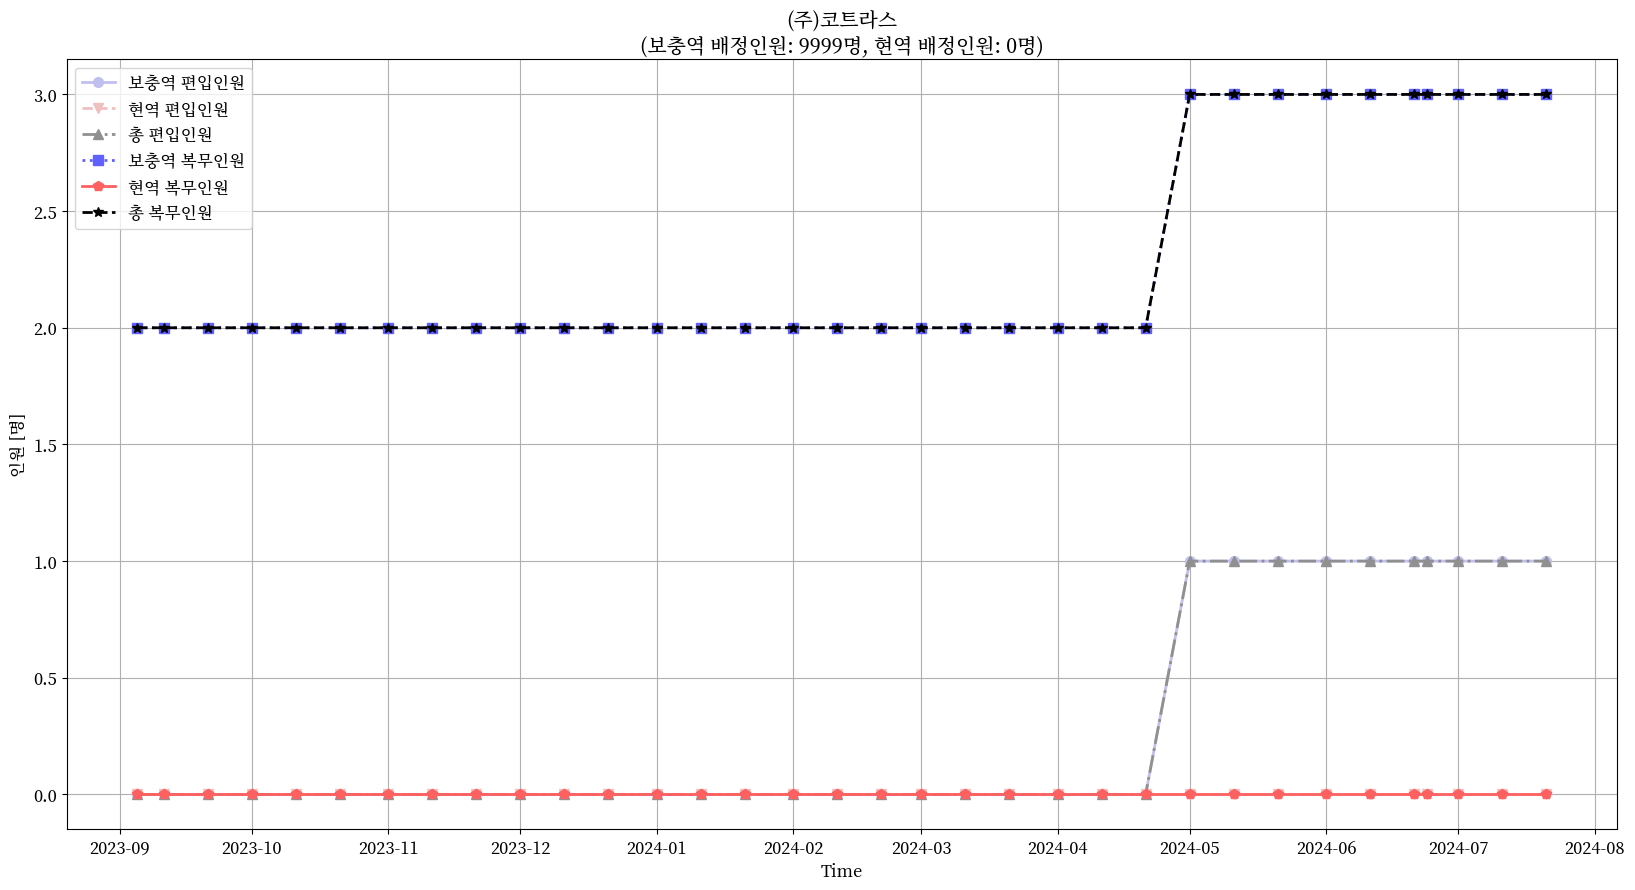 (주)코트라스
(보충역 배정인원: 9999명, 현역 배정인원: 0명)
보충역 편입인원
현역 편입인원
총 편입인원
보충역 복무인원
현역 복무인원
총 복무인원
인원 [명]
3.0
2.5
2.0
1.5
1.0
0.5
0.0
2023-09 2023-10 2023-11 2023-12 2024-01 2024-02 2024-03 2024-04 2024-05 2024-06 2024-07 2024-08
Time